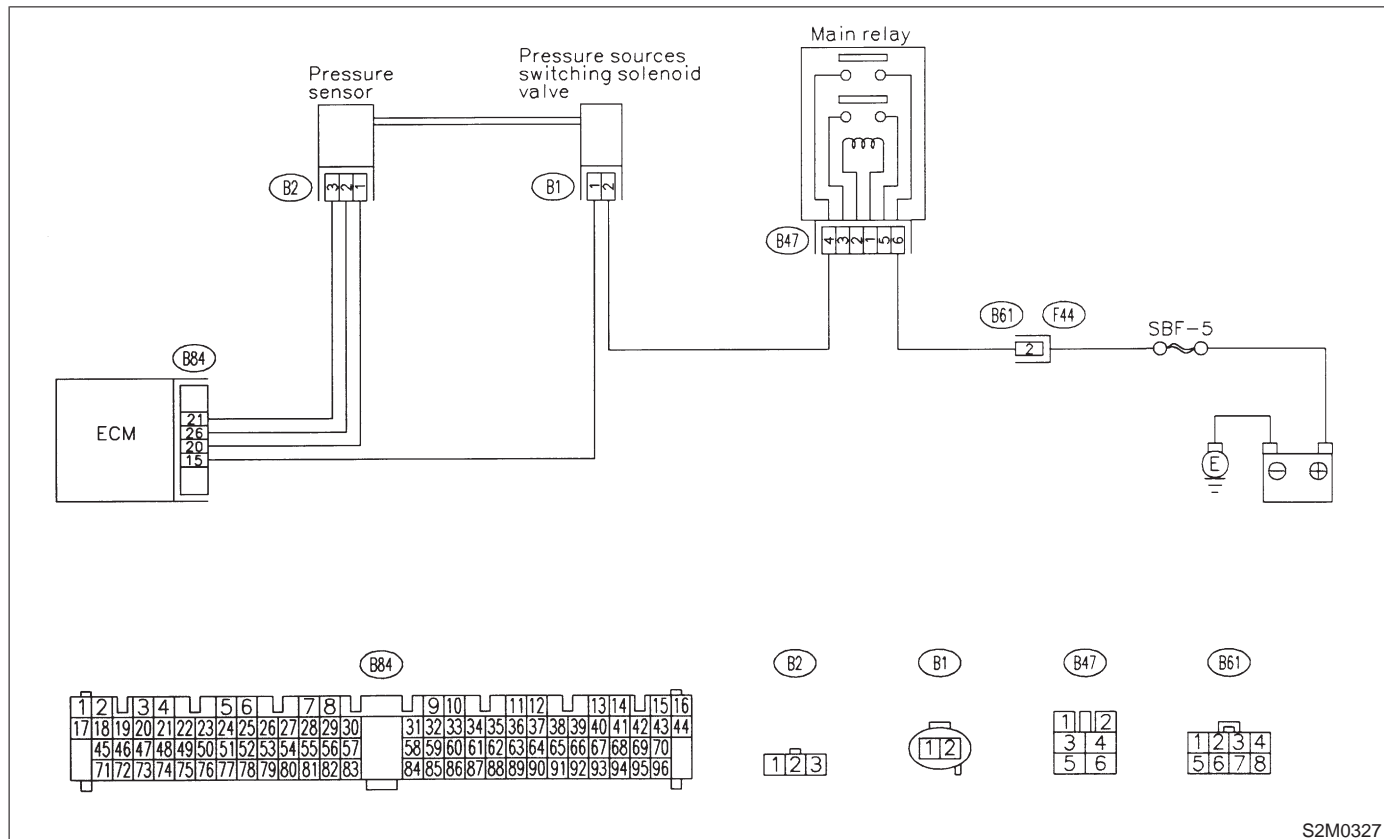 Main relay
Pressure sources
switching solenoid
valve
Pressure
sensor
B2
3 2 1
B1
1 2
B47
4 3 2 1 5 6
B61
F44
2
SBF-5
B84
ECM
21
26
20
15
E
B84
B2
B1
B47
B61
1 2 3 4 5 6 7 8 9 10 11 12 13 14 15 16
17 18 19 20 21 22 23 24 25 26 27 28 29 30 31 32 33 34 35 36 37 38 39 40 41 42 43 44
45 46 47 48 49 50 51 52 53 54 55 56 57 58 59 60 61 62 63 64 65 66 67 68 69 70
71 72 73 74 75 76 77 78 79 80 81 82 83 84 85 86 87 88 89 90 91 92 93 94 95 96
1 2 3
1 2
1 2
3 4
5 6
1 2 3 4
5 6 7 8
S2M0327